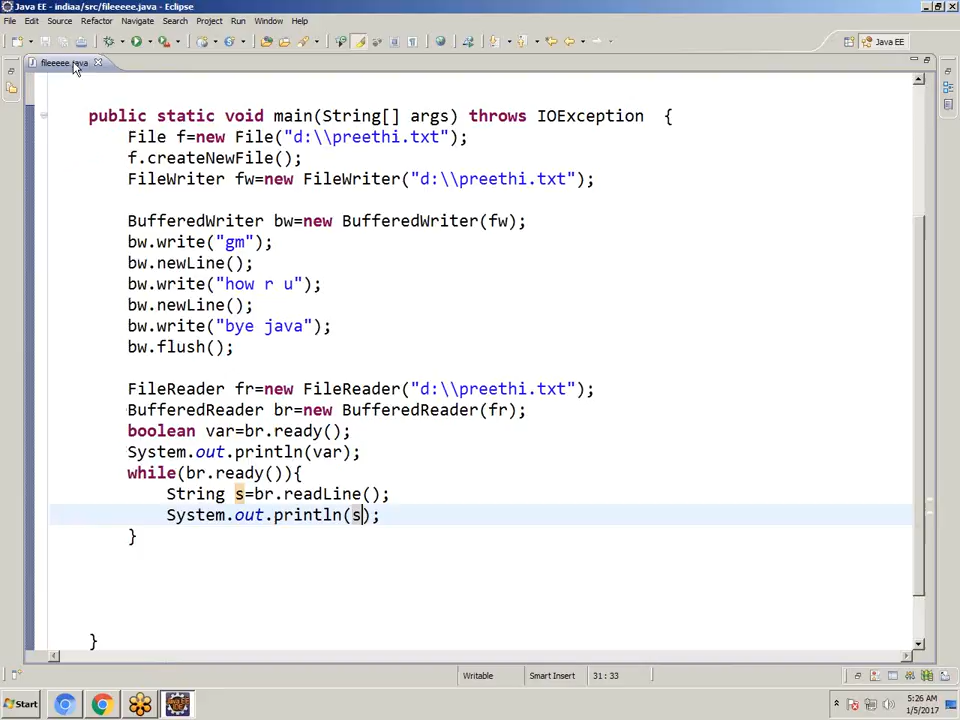 Java EE - indiaa/src/fileeeee.java - Eclipse
File Edit Source Refactor Navigate Search Project Run Window Help
Java EE
fileeeee.java
public static void main(String[] args) throws IOException {
File f=new File("d:\\preethi.txt");
f.createNewFile();
FileWriter fw=new FileWriter("d:\\preethi.txt");
BufferedWriter bw=new BufferedWriter(fw);
bw.write("gm");
bw.newLine();
bw.write("how r u");
bw.newLine();
bw.write("bye java");
bw.flush();
FileReader fr=new FileReader("d:\\preethi.txt");
BufferedReader br=new BufferedReader(fr);
boolean var=br.ready();
System.out.println(var);
while(br.ready()){
String s=br.readLine();
System.out.println(s);
}
}
Writable Smart Insert 31 : 33
Start
5:26 AM
1/5/2017